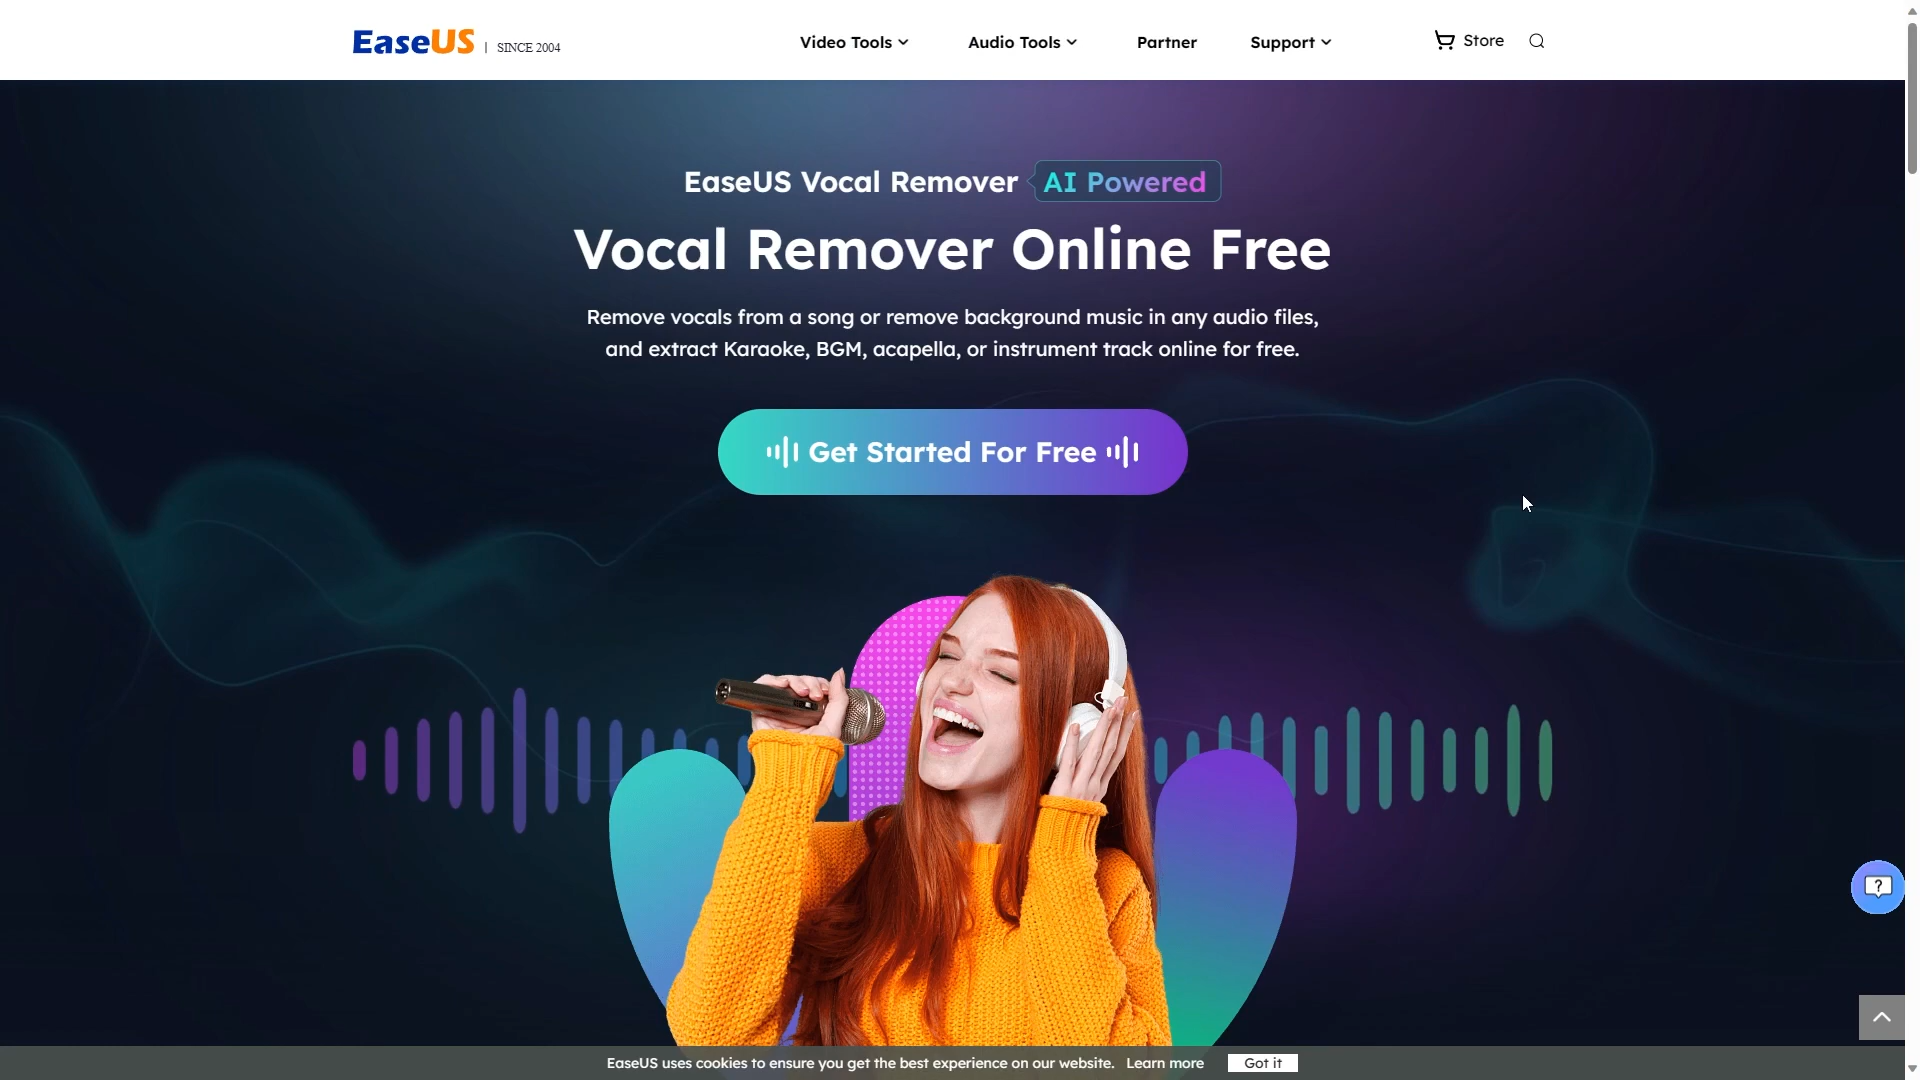 EaseUS | SINCE 2004
Video Tools
Audio Tools
Partner
Support
Store
EaseUS Vocal Remover AI Powered
Vocal Remover Online Free
Remove vocals from a song or remove background music in any audio files,
and extract Karaoke, BGM, acapella, or instrument track online for free.
Get Started For Free
?
EaseUS uses cookies to ensure you get the best experience on our website. Learn more Got it